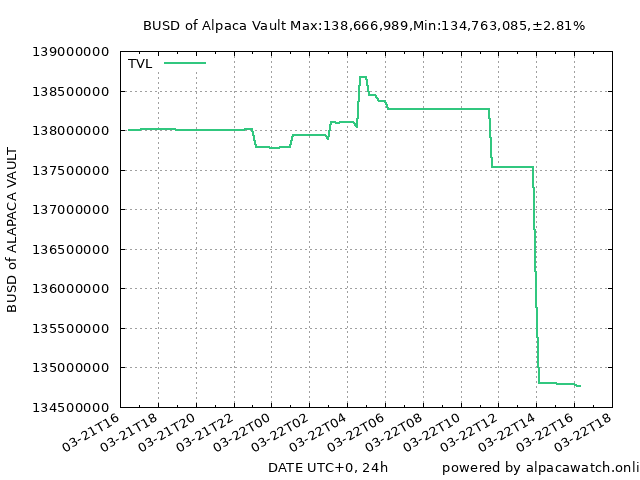 BUSD of Alpaca Vault Max:138,666,989,Min:134,763,085,±2.81%
TVL
139000000
138500000
138000000
137500000
137000000
136500000
136000000
135500000
135000000
134500000
BUSD of ALAPACA VAULT
03-21T16
03-21T18
03-21T20
03-21T22
03-22T00
03-22T02
03-22T04
03-22T06
03-22T08
03-22T10
03-22T12
03-22T14
03-22T16
03-22T18
DATE UTC+0, 24h
powered by alpacawatch.onli